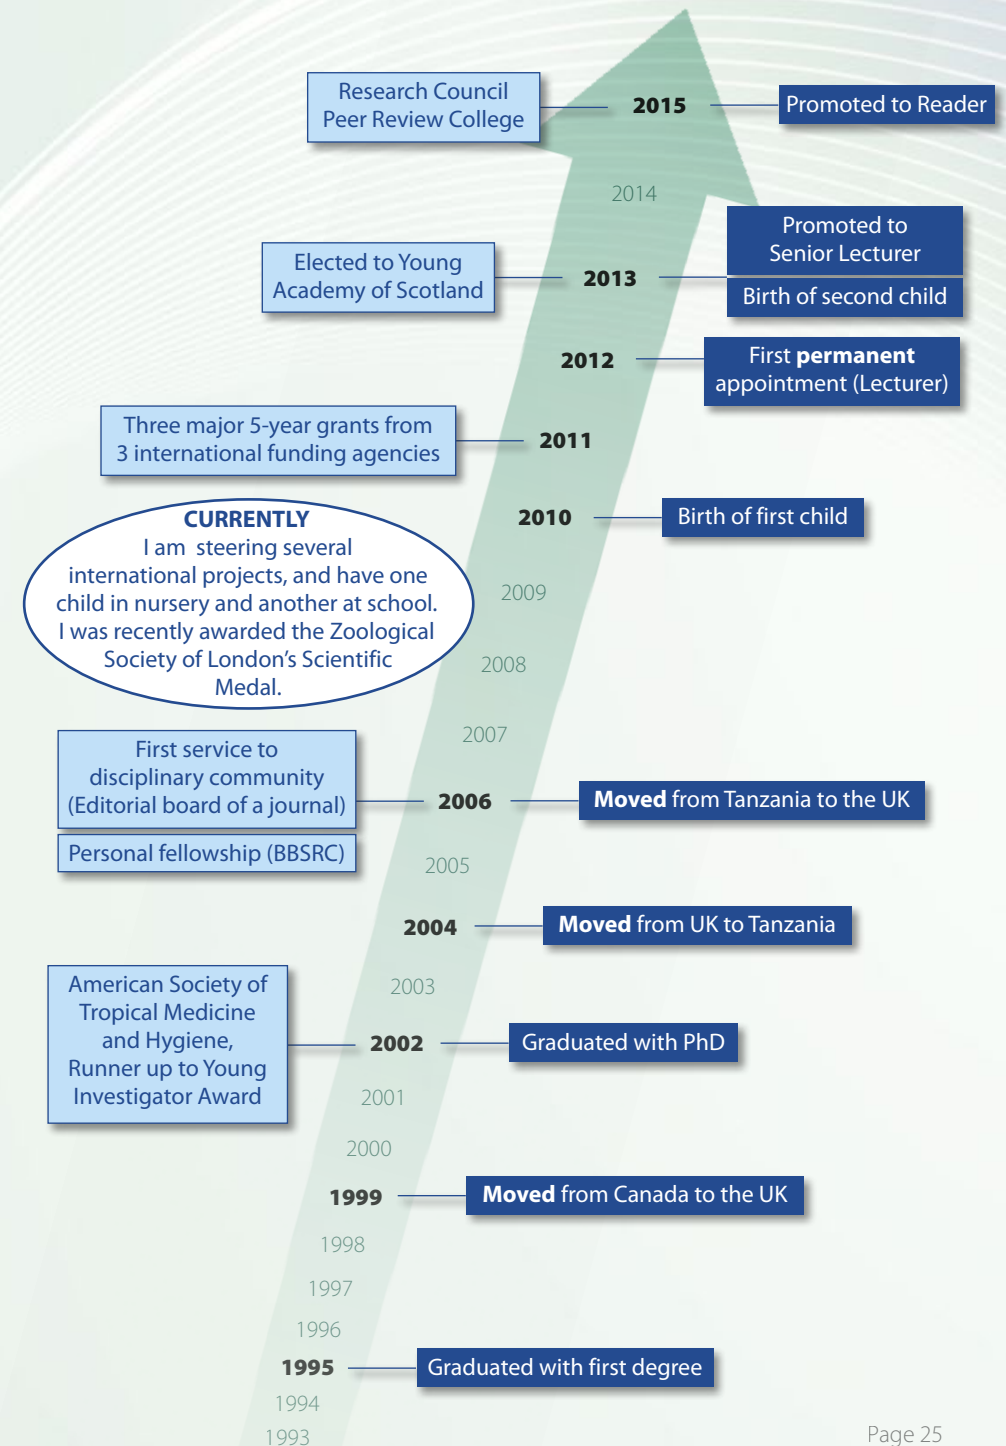 Research Council
Peer Review College
2015
Promoted to Reader
2014
Promoted to
Senior Lecturer
Elected to Young
Academy of Scotland
2013
Birth of second child
2012
First permanent
appointment (Lecturer)
Three major 5-year grants from
3 international funding agencies
2011
2010
Birth of first child
CURRENTLY
I am steering several
international projects, and have one
child in nursery and another at school.
I was recently awarded the Zoological
Society of London's Scientific
Medal.
2009
2008
2007
First service to
disciplinary community
(Editorial board of a journal)
2006
Moved from Tanzania to the UK
Personal fellowship (BBSRC)
2005
2004
Moved from UK to Tanzania
2003
American Society of
Tropical Medicine
and Hygiene,
Runner up to Young
Investigator Award
2002
Graduated with PhD
2001
2000
1999
Moved from Canada to the UK
1998
1997
1996
1995
Graduated with first degree
1994
1993
Page 25